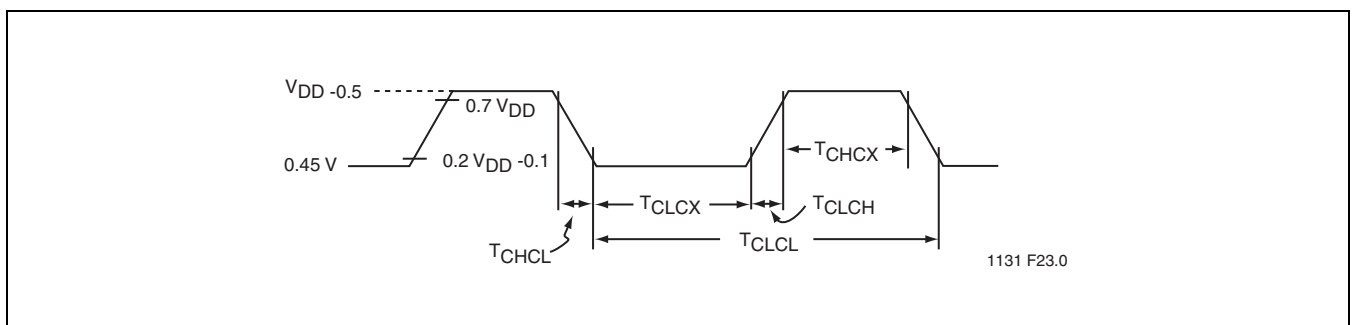 VDD -0.5
0.7 VDD
0.45 V
0.2 VDD -0.1
TCHCX
TCLCX
TCLCH
TCHCL
TCLCL
1131 F23.0